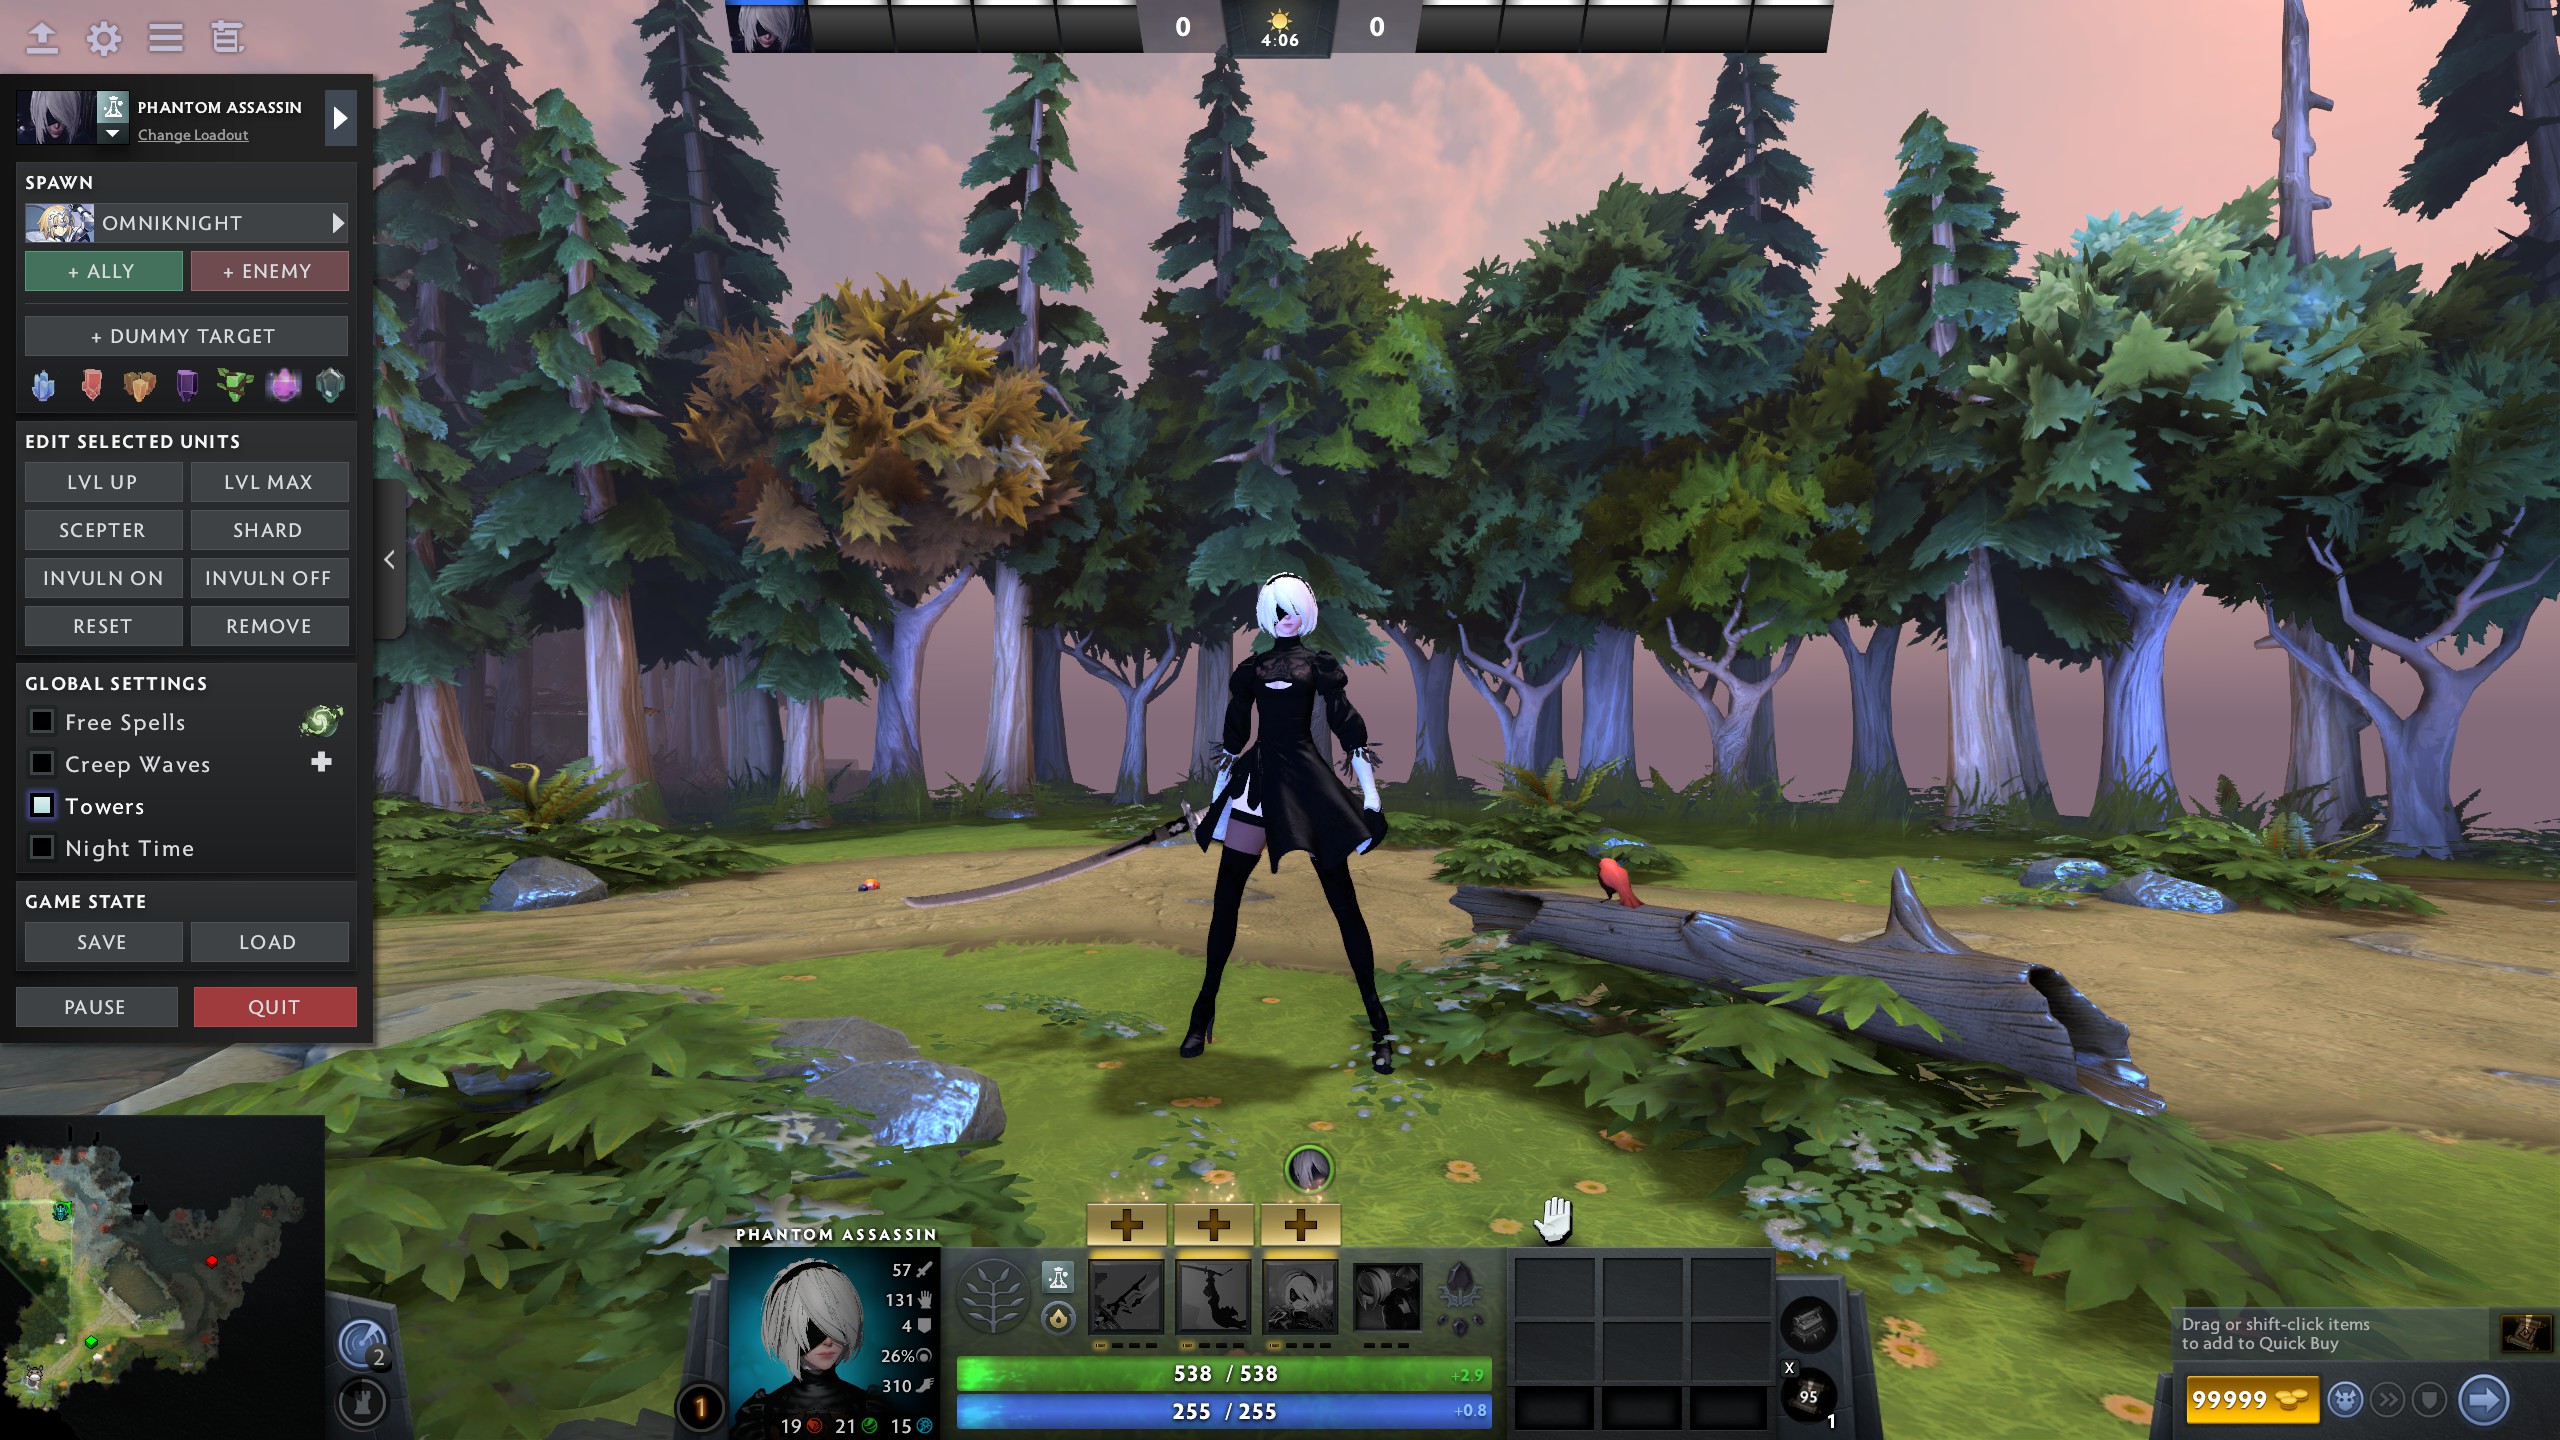 0
4:06
0
PHANTOM ASSASSIN
Change Loadout
SPAWN
OMNIKNIGHT
+ ALLY
+ ENEMY
+ DUMMY TARGET
EDIT SELECTED UNITS
LVL UP
LVL MAX
SCEPTER
SHARD
INVULN ON
INVULN OFF
RESET
REMOVE
GLOBAL SETTINGS
Free Spells
Creep Waves
Towers
Night Time
GAME STATE
SAVE
LOAD
PAUSE
QUIT
2
PHANTOM ASSASSIN
57
131
4
26%
310
1
19
21
15
538 / 538
+2.9
255 / 255
+0.8
X
95
1
Drag or shift-click items
to add to Quick Buy
99999